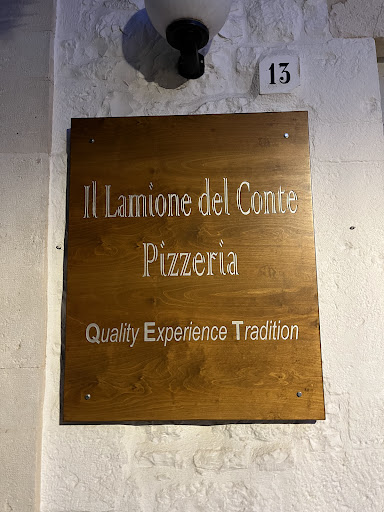 13
Il Lamione del Conte
Pizzeria
Quality Experience Tradition